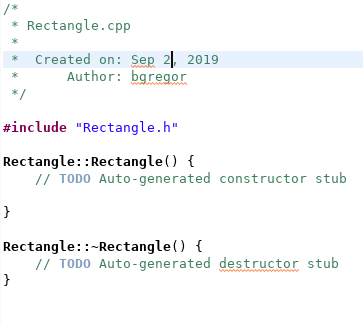 /*
 * Rectangle.cpp
 *
 *  Created on: Sep 2, 2019
 *      Author: bgregor
 */
#include "Rectangle.h"
Rectangle::Rectangle() {
    // TODO Auto-generated constructor stub
}
Rectangle::~Rectangle() {
    // TODO Auto-generated destructor stub
}